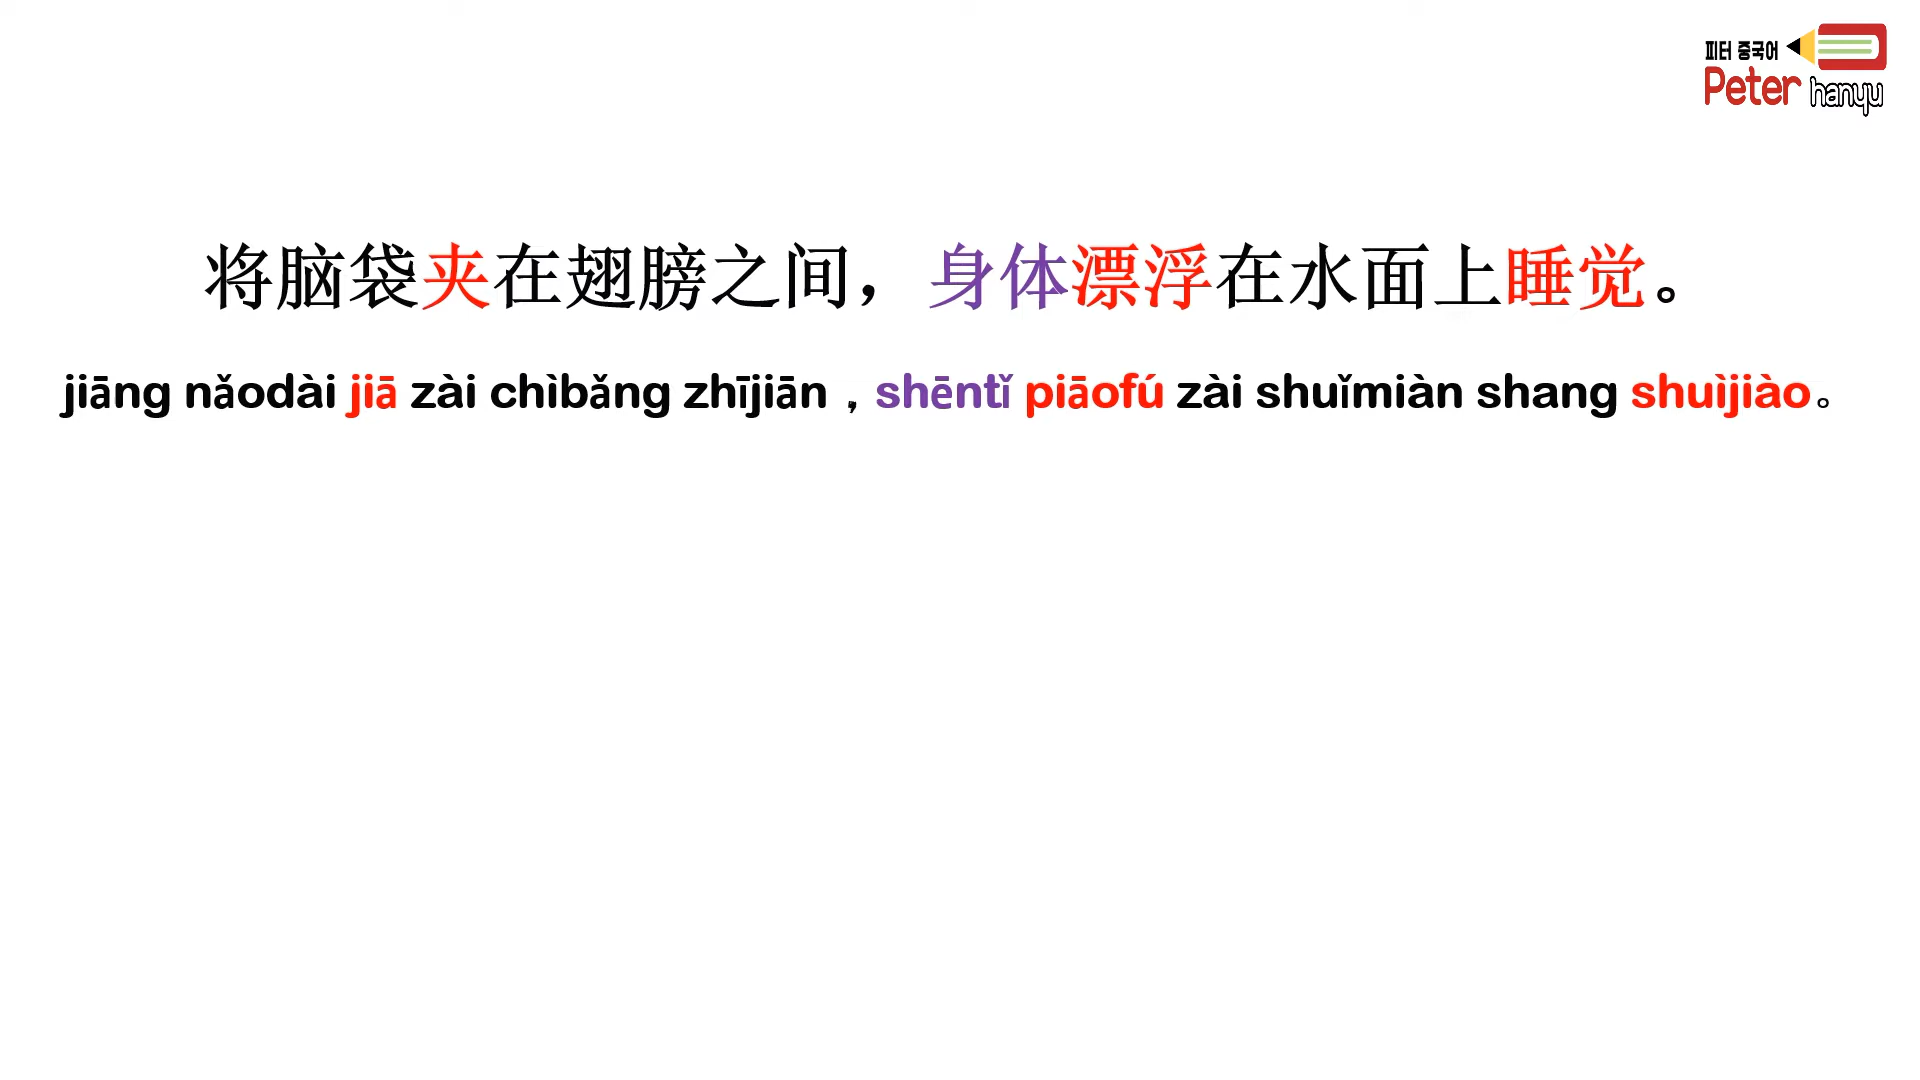 피터 중국어
Peter hanyu
将脑袋夹在翅膀之间，身体漂浮在水面上睡觉。
jiāng nǎodài jiā zài chìbǎng zhījiān，shēntǐ piāofú zài shuǐmiàn shang shuìjiào。